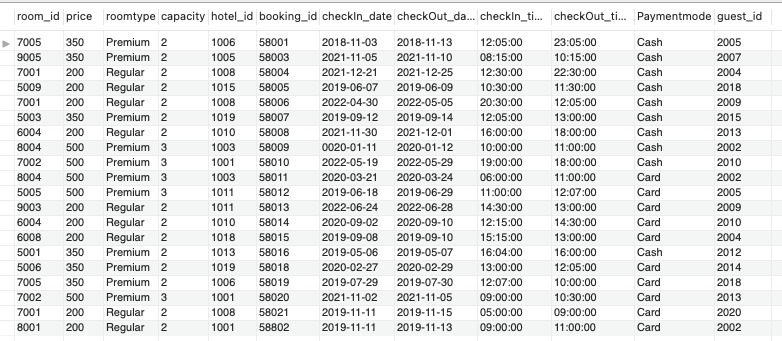 room_id price roomtype capacity hotel_id booking_id checkIn_date checkOut_da... checkIn_ti... checkOut_ti... Paymentmode guest_id
7005 350 Premium 2 1006 58001 2018-11-03 2018-11-13 12:05:00 23:05:00 Cash 2005
9005 350 Premium 2 1005 58003 2021-11-05 2021-11-10 08:15:00 10:15:00 Cash 2007
7001 200 Regular 2 1008 58004 2021-12-21 2021-12-25 12:30:00 22:30:00 Cash 2004
5009 200 Regular 2 1015 58005 2019-06-07 2019-06-09 10:30:00 11:30:00 Cash 2018
7001 200 Regular 2 1008 58006 2022-04-30 2022-05-05 20:30:00 12:05:00 Cash 2009
5003 350 Premium 2 1019 58007 2019-09-12 2019-09-14 12:05:00 13:00:00 Cash 2015
6004 200 Regular 2 1010 58008 2021-11-30 2021-12-01 16:00:00 18:00:00 Cash 2013
8004 500 Premium 3 1003 58009 0020-01-11 2020-01-12 10:00:00 11:00:00 Cash 2002
7002 500 Premium 3 1001 58010 2022-05-19 2022-05-29 19:00:00 18:00:00 Cash 2010
8004 500 Premium 3 1003 58011 2020-03-21 2020-03-24 06:00:00 11:00:00 Card 2002
5005 500 Premium 3 1011 58012 2019-06-18 2019-06-29 11:00:00 12:07:00 Card 2005
9003 200 Regular 2 1011 58013 2022-06-24 2022-06-28 14:30:00 13:00:00 Card 2009
6004 200 Regular 2 1010 58014 2020-09-02 2020-09-10 12:15:00 14:30:00 Card 2010
6008 200 Regular 2 1018 58015 2019-09-08 2019-09-10 15:15:00 13:00:00 Card 2004
5001 350 Premium 2 1013 58016 2019-05-06 2019-05-07 16:04:00 16:00:00 Cash 2012
5006 350 Premium 2 1019 58018 2020-02-27 2020-02-29 13:00:00 12:05:00 Card 2014
7005 350 Premium 2 1006 58019 2019-07-29 2019-07-30 12:07:00 10:00:00 Card 2018
7002 500 Premium 3 1001 58020 2021-11-02 2021-11-05 09:00:00 10:30:00 Card 2013
7001 200 Regular 2 1008 58021 2019-11-11 2019-11-15 05:00:00 09:00:00 Card 2020
8001 200 Regular 2 1001 58802 2019-11-11 2019-11-13 09:00:00 11:00:00 Card 2002